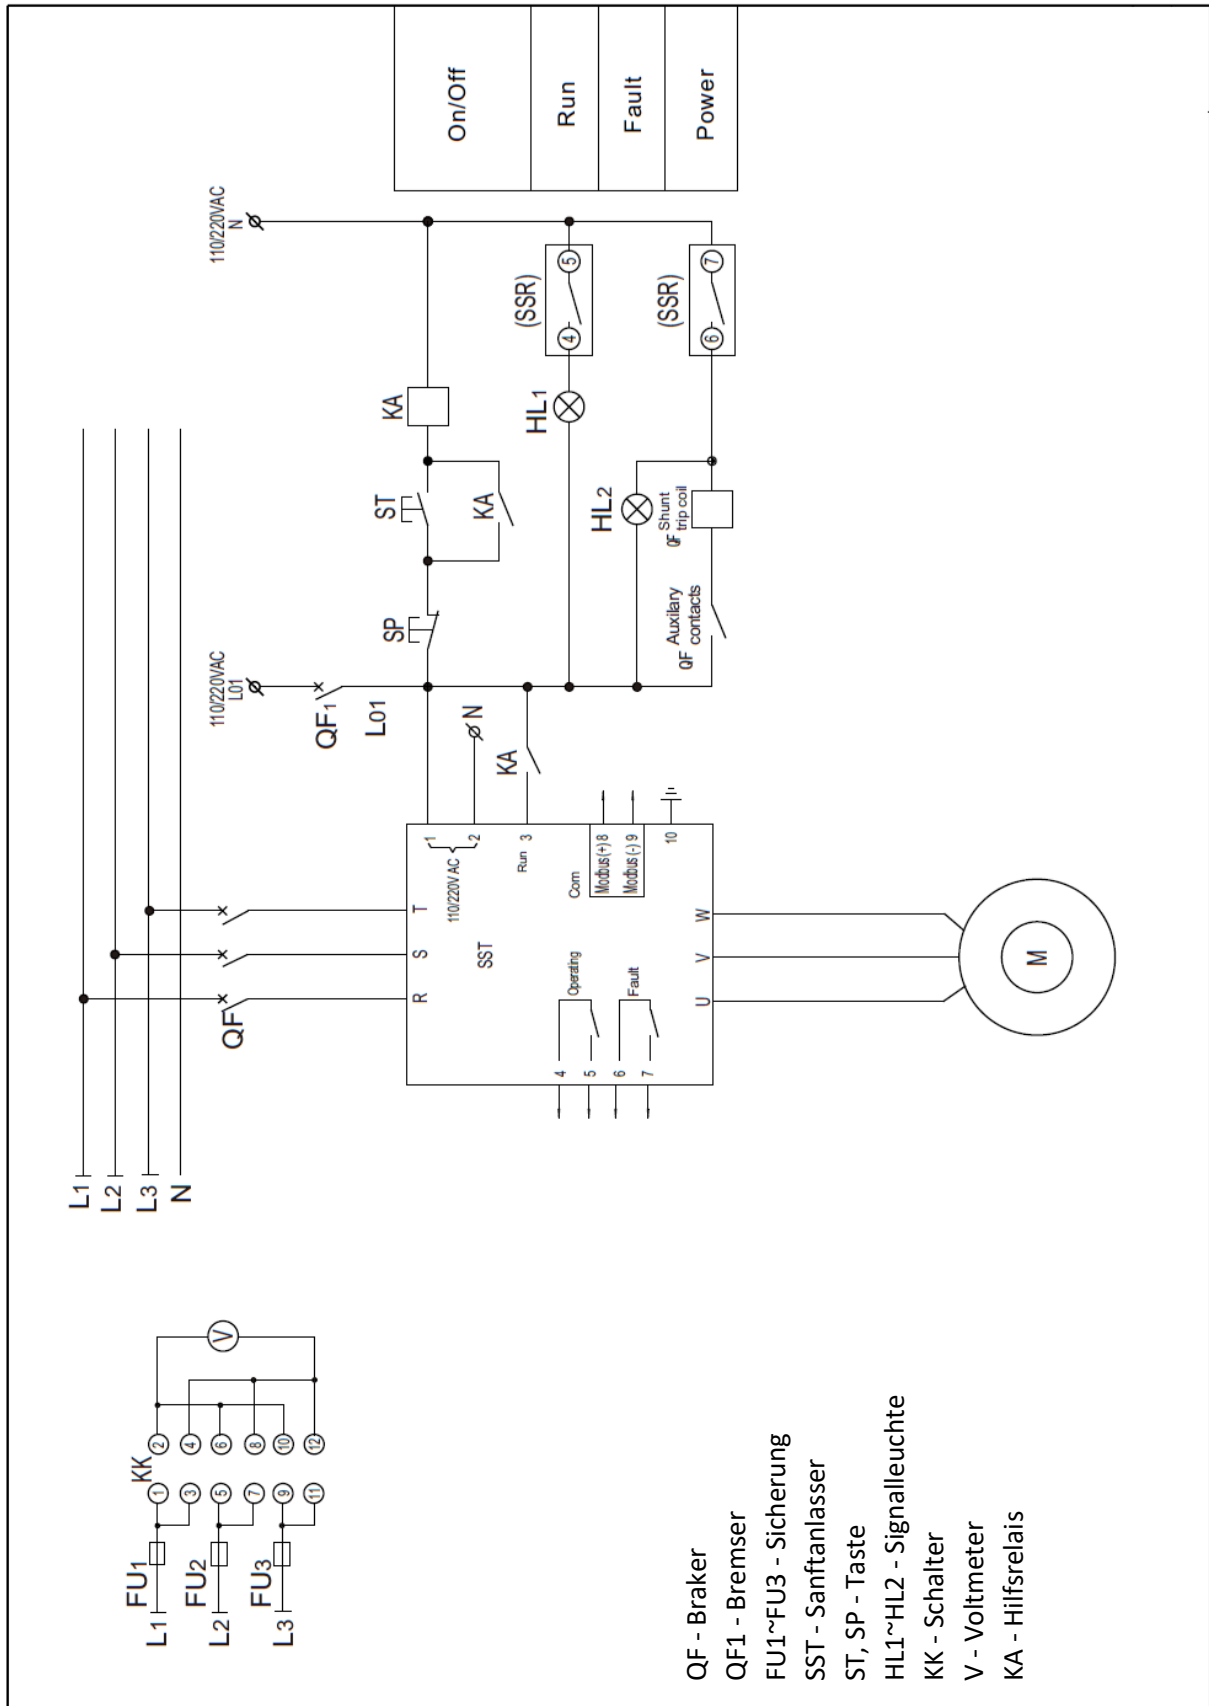 FU1
L1
FU2
L2
FU3
L3
KK
1
2
3
4
5
6
7
8
9
10
11
12
V
L1
L2
L3
N
QF
R
S
T
SST
110/220V AC
1
2
Run 3
Com
Modbus(+) 8
Modbus(-) 9
10
Operating
Fault
4
5
6
7
U
V
W
M
110/220VAC
L01
QF1
L01
N
KA
SP
ST
KA
KA
110/220VAC
N
HL1
(SSR)
4
5
HL2
QF Auxilary
contacts
QF Shunt
trip coil
(SSR)
6
7
On/Off
Run
Fault
Power
QF - Braker
QF1 - Bremser
FU1~FU3 - Sicherung
SST - Sanftanlasser
ST, SP - Taste
HL1~HL2 - Signalleuchte
KK - Schalter
V - Voltmeter
KA - Hilfsrelais